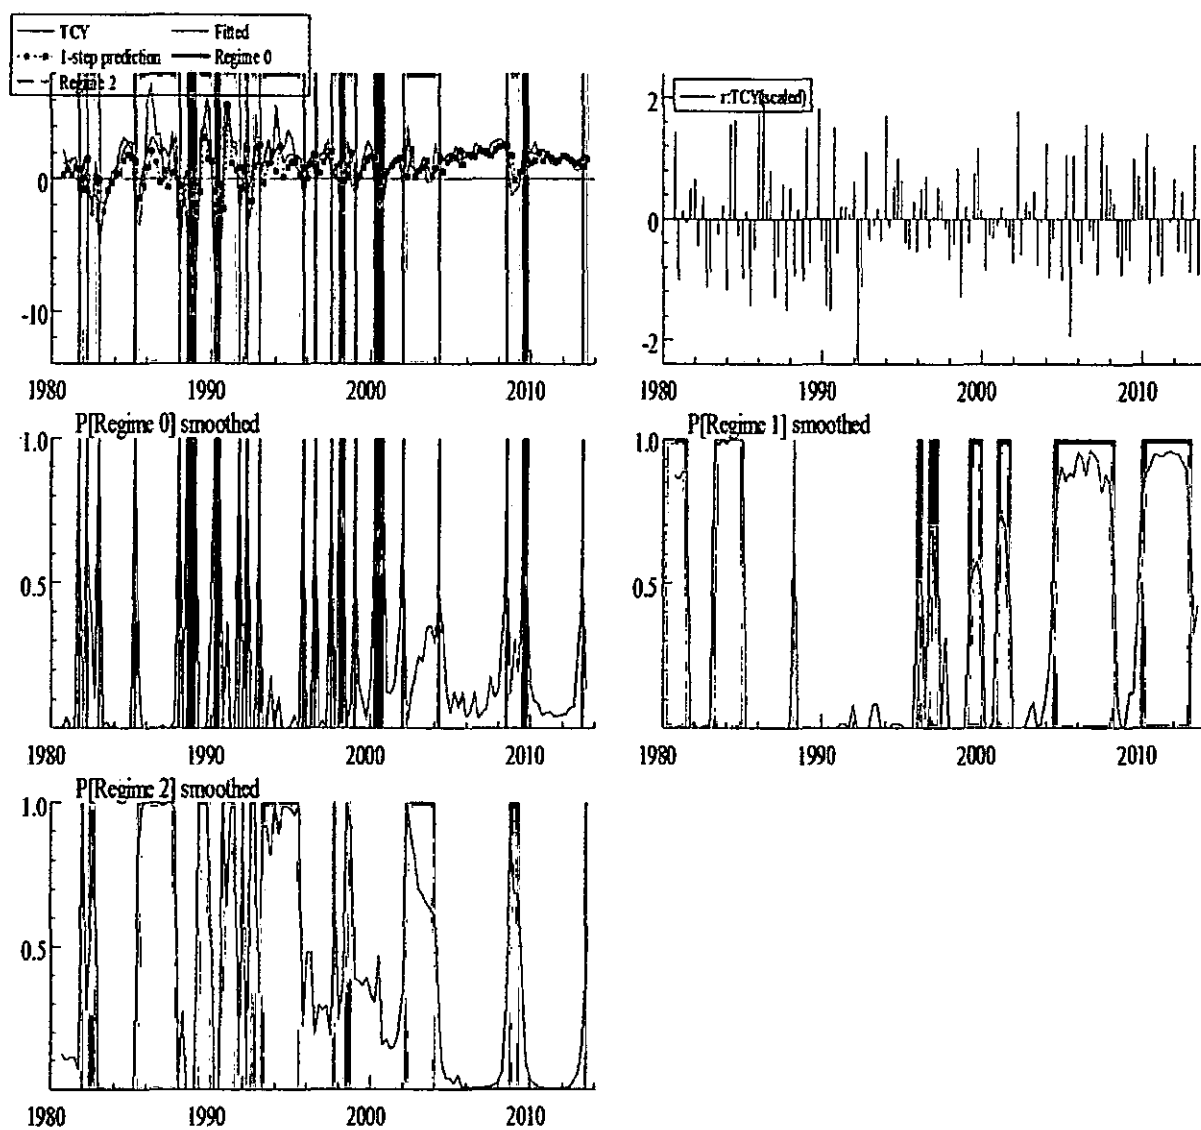 TCY Fitted
1-step prediction Regime 0
Regime 2
0
-10
1980 1990 2000 2010
r:TCY(scaled)
2
0
-2
1980 1990 2000 2010
P[Regime 0] smoothed
1.0
0.5
1980 1990 2000 2010
P[Regime 1] smoothed
1.0
0.5
1980 1990 2000 2010
P[Regime 2] smoothed
1.0
0.5
1980 1990 2000 2010